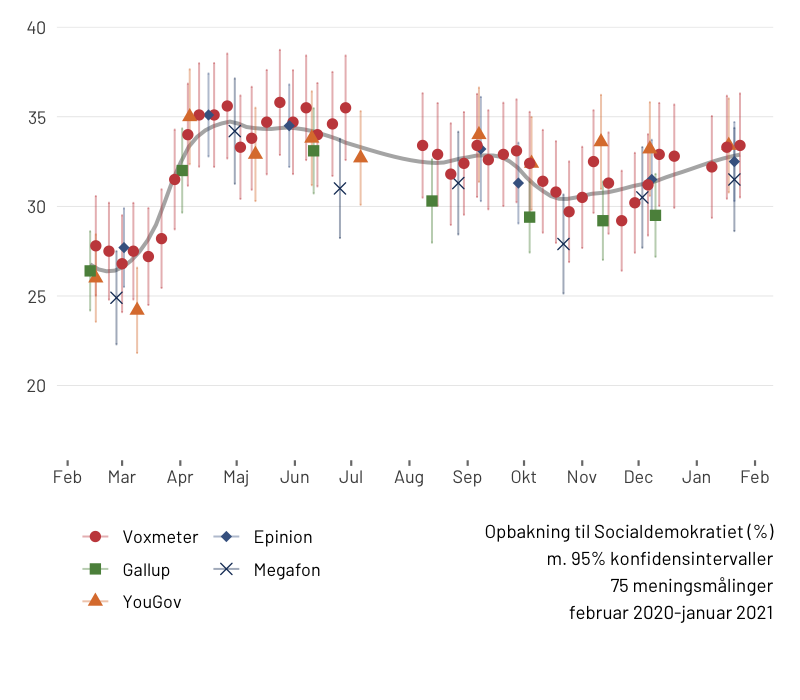 40
35
30
25
20
Feb Mar Apr Maj Jun Jul Aug Sep Okt Nov Dec Jan Feb
Voxmeter Epinion
Gallup Megafon
YouGov
Opbakning til Socialdemokratiet (%)
m. 95% konfidensintervaller
75 meningsmålinger
februar 2020-januar 2021